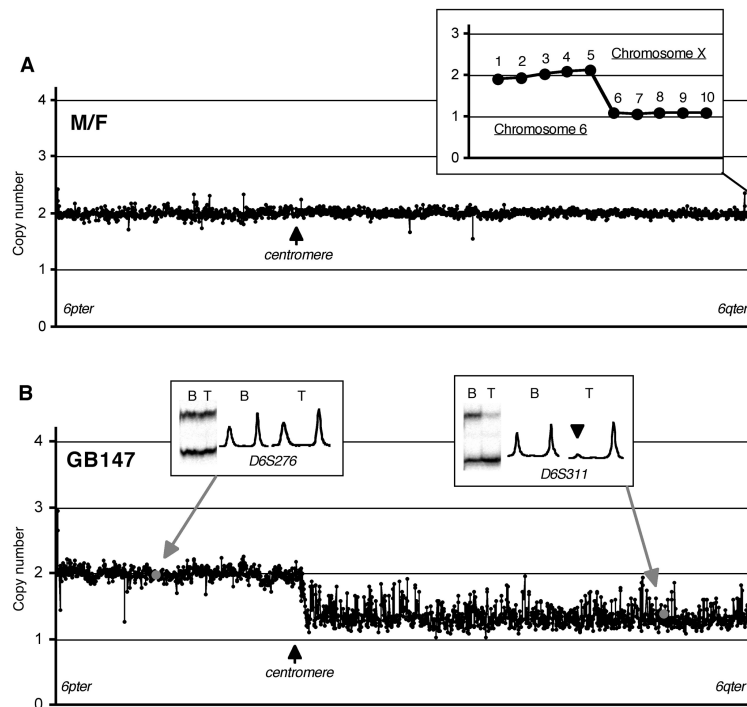 A
M/F
Copy number
4
3
2
1
0
centromere
6pter
6qter
3
2
1
0
1 2 3 4 5
Chromosome X
6 7 8 9 10
Chromosome 6
B
GB147
Copy number
4
3
2
1
0
B T B T
D6S276
B T B T
D6S311
centromere
6pter
6qter